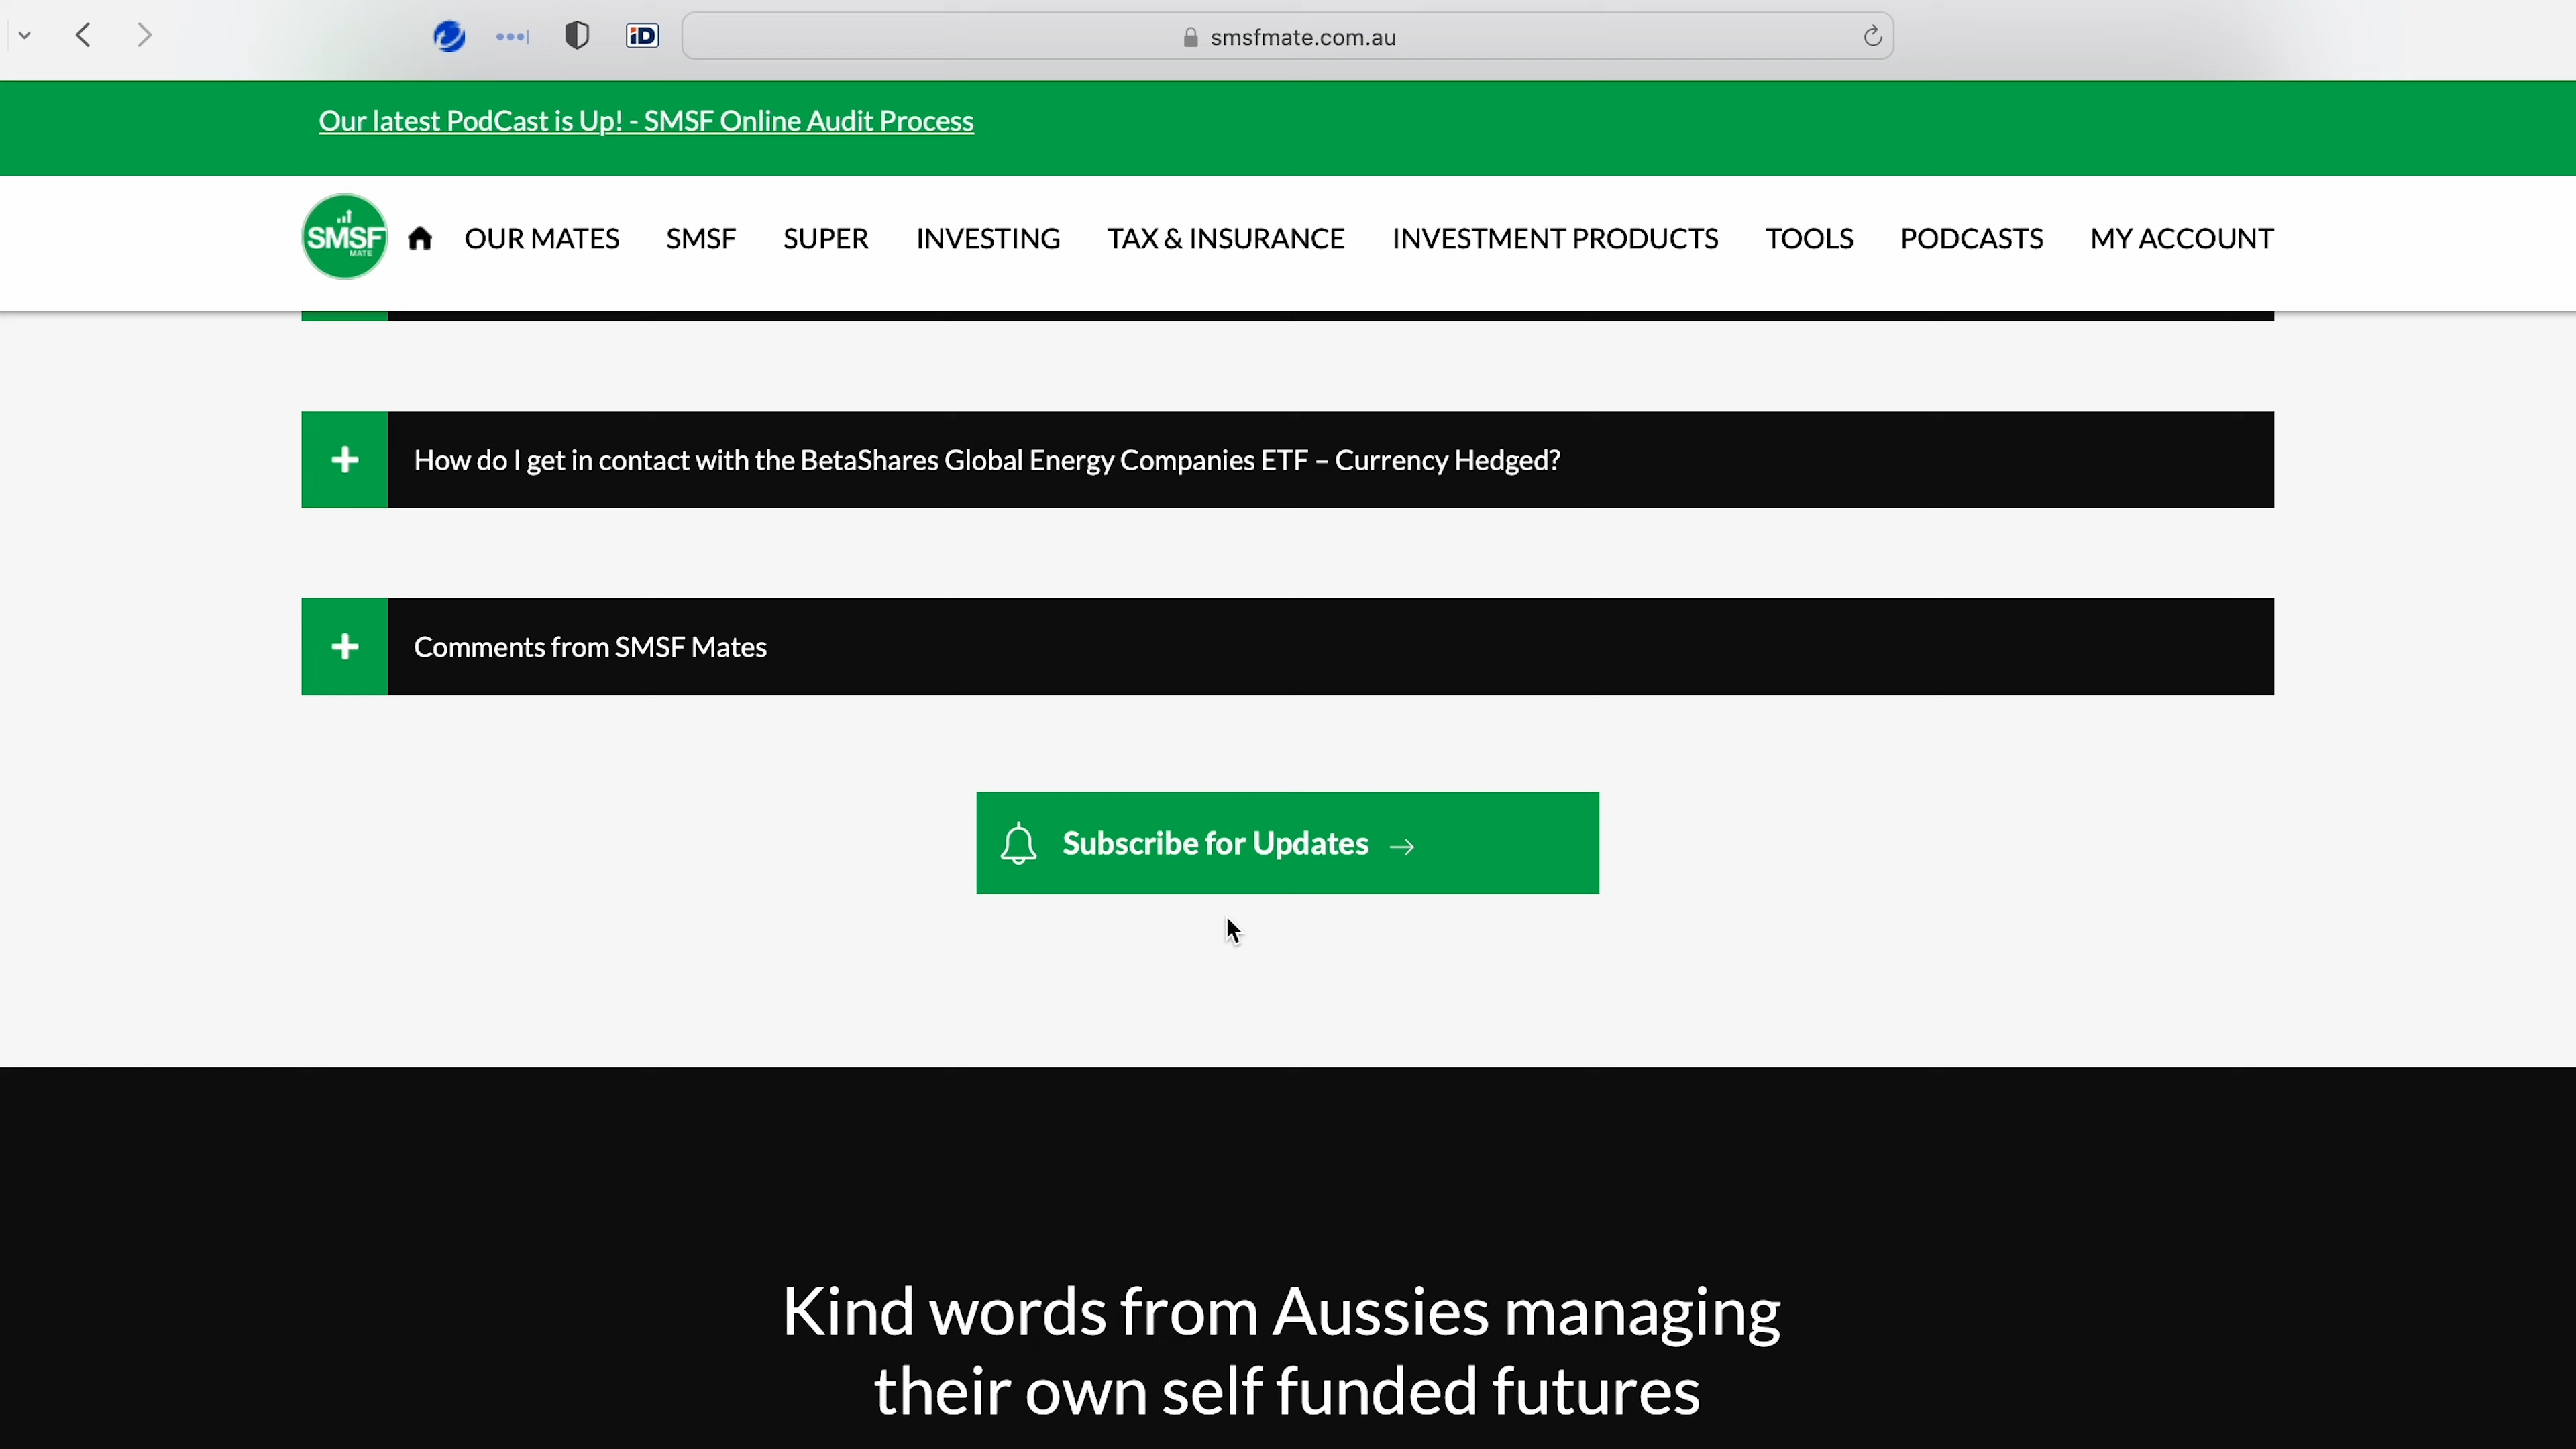 smsfmate.com.au
Our latest PodCast is Up! - SMSF Online Audit Process
SMSF
MATE
OUR MATES SMSF SUPER INVESTING TAX & INSURANCE INVESTMENT PRODUCTS TOOLS PODCASTS MY ACCOUNT
How do I get in contact with the BetaShares Global Energy Companies ETF – Currency Hedged?
Comments from SMSF Mates
Subscribe for Updates →
Kind words from Aussies managing
their own self funded futures
iD